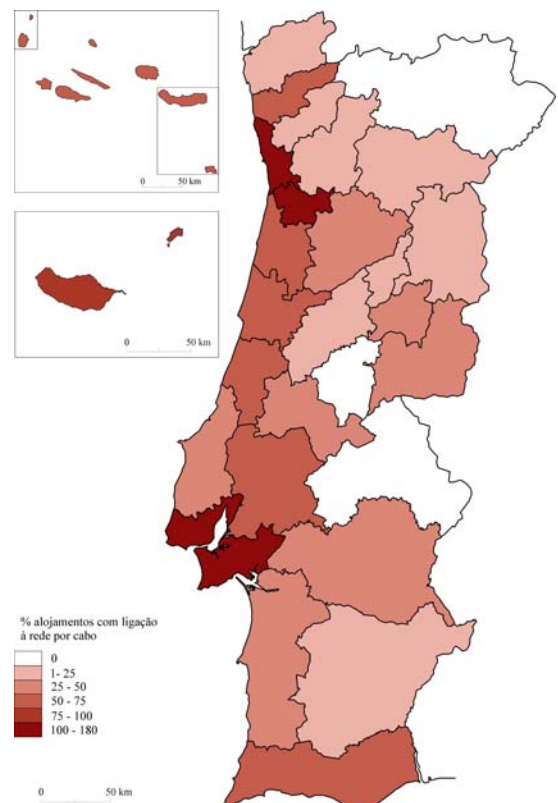 0 50 km
0 50 km
% alojamentos com ligação
à rede por cabo
0
1- 25
25 - 50
50 - 75
75 - 100
100 - 180
0 50 km